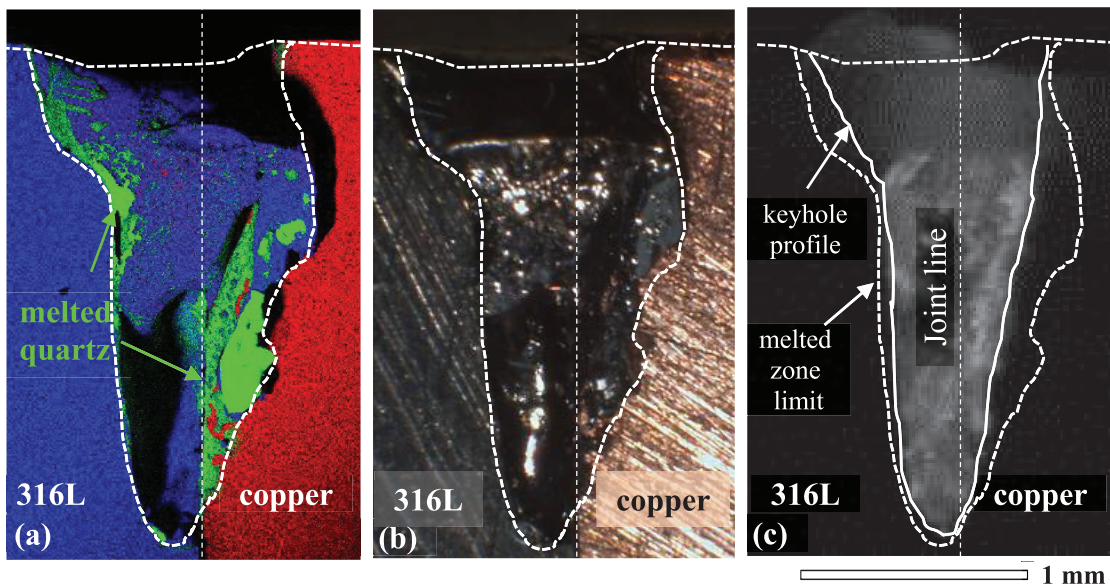 melted
quartz
316L
copper
(a)
316L
copper
(b)
keyhole
profile
Joint line
melted
zone
limit
316L
copper
(c)
1 mm